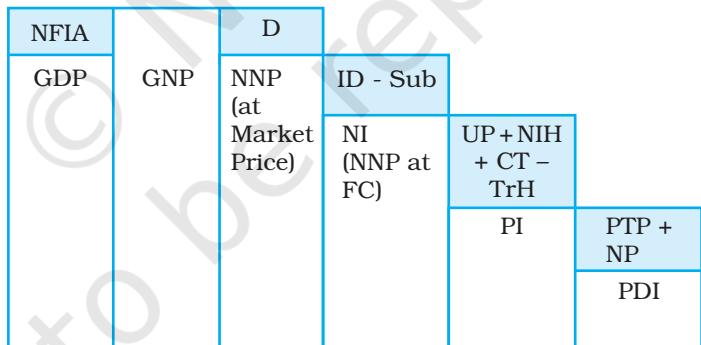 NFIA
D
GDP
GNP
NNP
(at
Market
Price)
ID - Sub
NI
(NNP at
FC)
UP + NIH
+ CT –
TrH
PI
PTP +
NP
PDI
©
to be rep